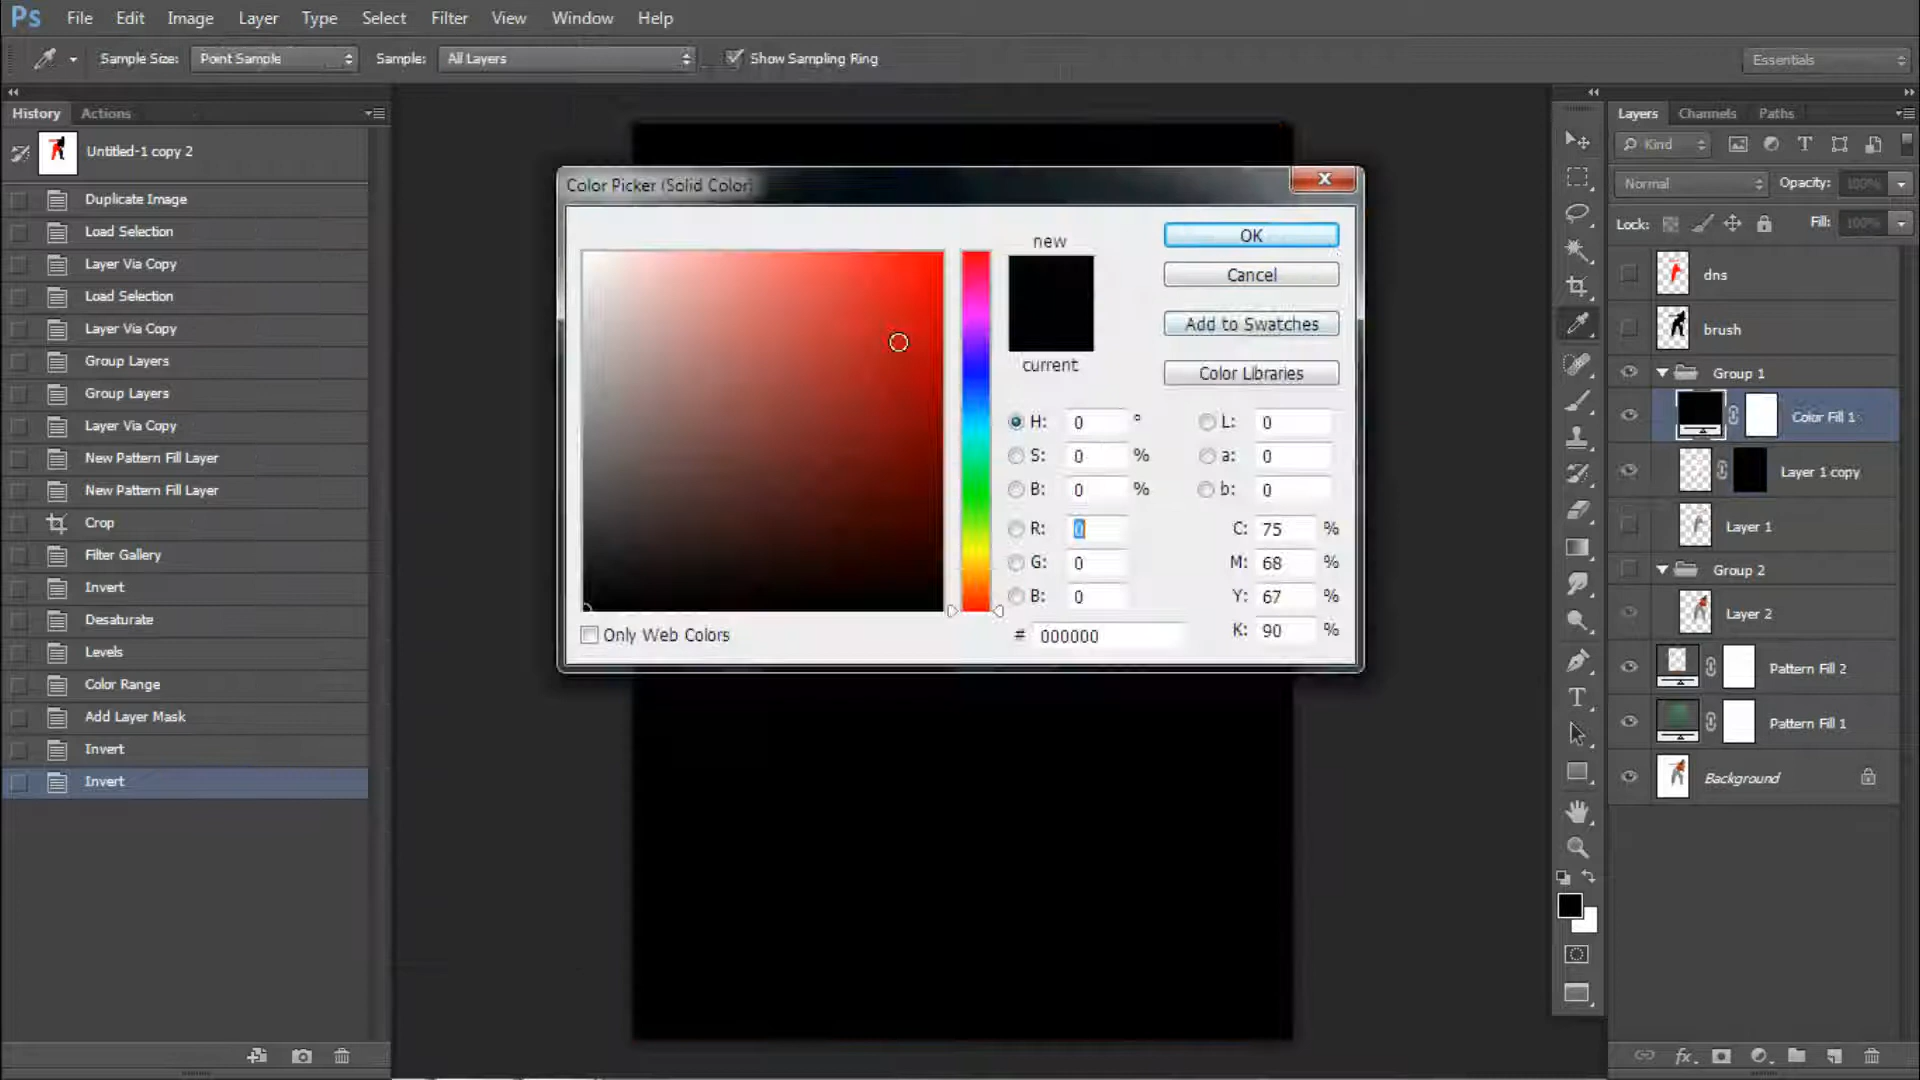 Ps File Edit Image Layer Type Select Filter View Window Help
Sample Size: Point Sample Sample: All Layers Show Sampling Ring Essentials
History Actions
Untitled-1 copy 2
Duplicate Image
Load Selection
Layer Via Copy
Load Selection
Layer Via Copy
Group Layers
Group Layers
Layer Via Copy
New Pattern Fill Layer
New Pattern Fill Layer
Crop
Filter Gallery
Invert
Desaturate
Levels
Color Range
Add Layer Mask
Invert
Invert
Color Picker (Solid Color)
new
current
OK
Cancel
Add to Swatches
Color Libraries
H: 0 ° L: 0
S: 0 % a: 0
B: 0 % b: 0
R: 0 C: 75 %
G: 0 M: 68 %
B: 0 Y: 67 %
# 000000 K: 90 %
Only Web Colors
Layers Channels Paths
Kind T
Normal Opacity: 100%
Lock: Fill: 100%
dns
brush
Group 1
Color Fill 1
Layer 1 copy
Layer 1
Group 2
Layer 2
Pattern Fill 2
Pattern Fill 1
Background
T
fx